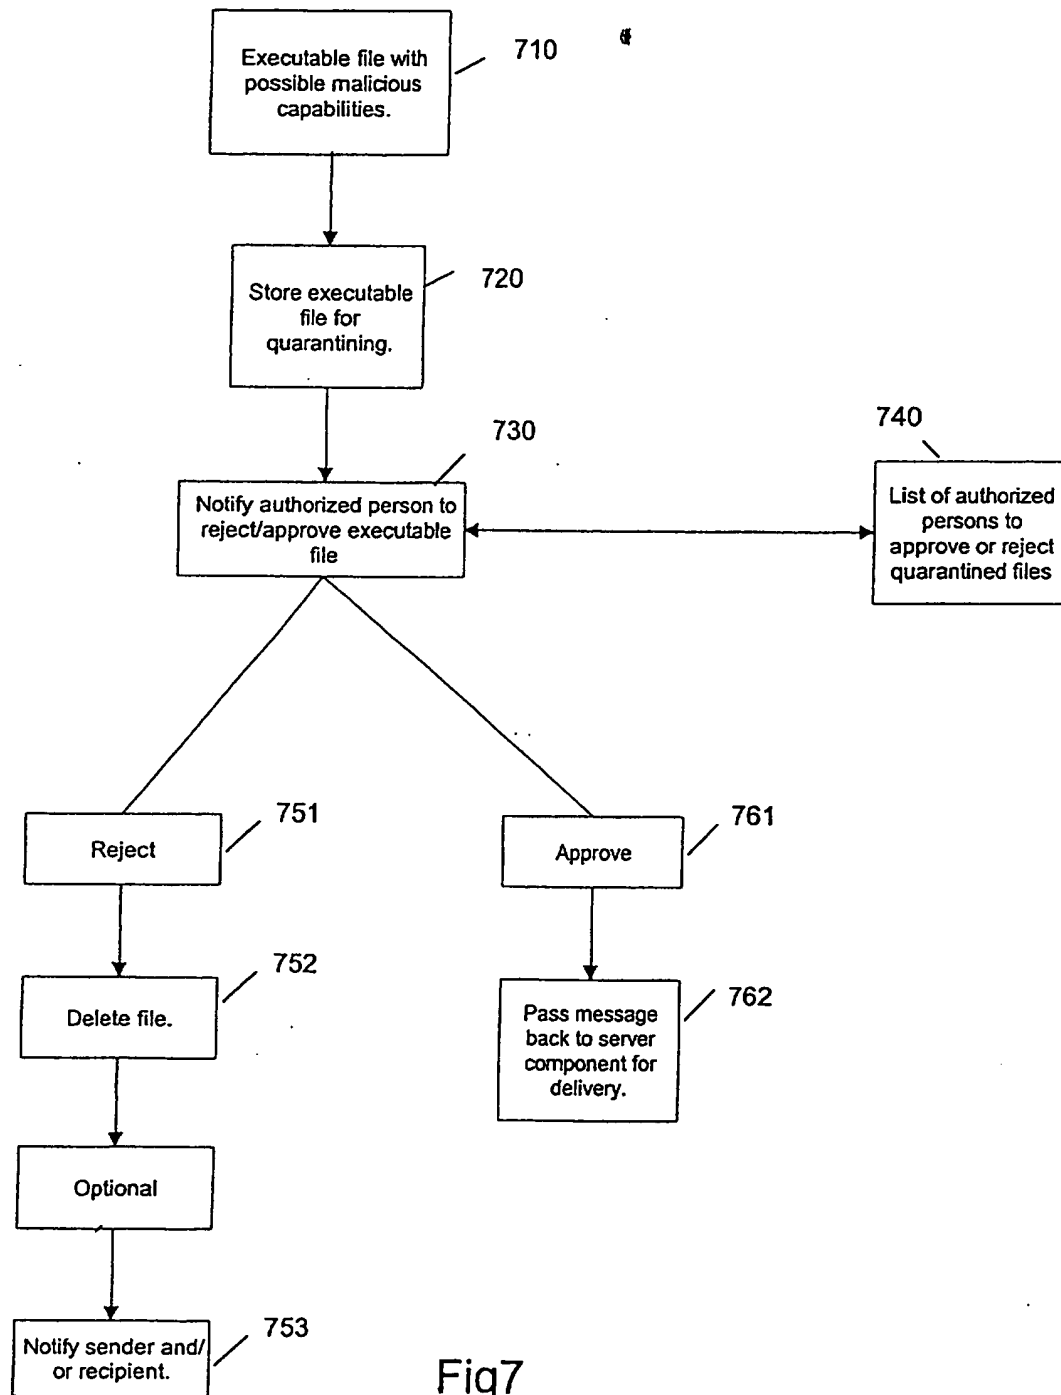 Executable file with
possible malicious
capabilities.
710
Store executable
file for
quarantining.
720
730
Notify authorized person to
reject/approve executable
file
740
List of authorized
persons to
approve or reject
quarantined files
Reject
751
Approve
761
Delete file.
752
Pass message
back to server
component for
delivery.
762
Optional
Notify sender and/
or recipient.
753
Fig7